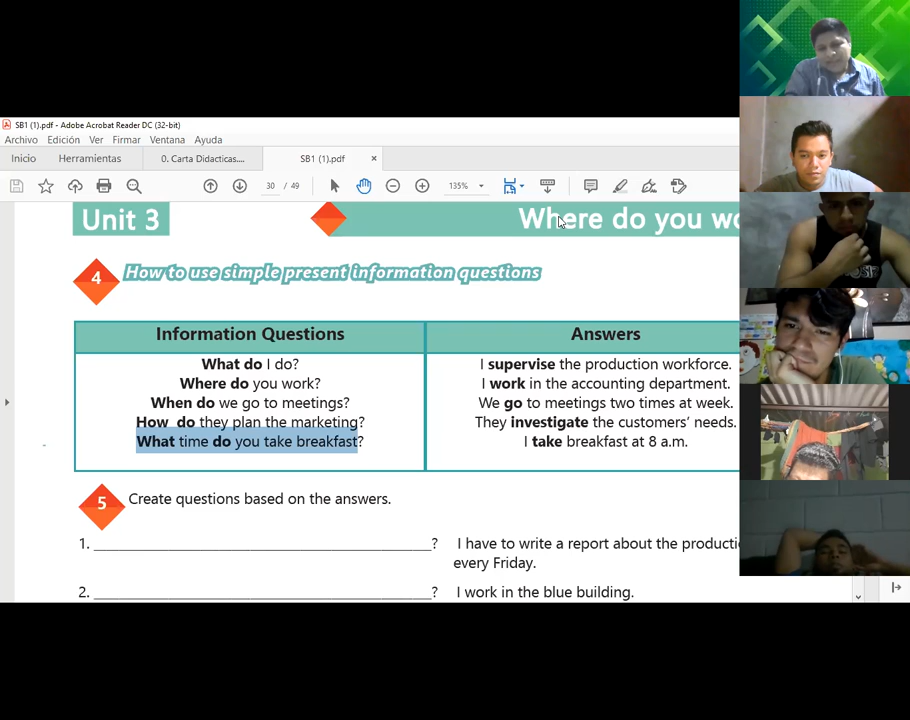 SB1 (1).pdf - Adobe Acrobat Reader DC (32-bit)
Archivo Edición Ver Firmar Ventana Ayuda
Inicio Herramientas 0. Carta Didacticas.... SB1 (1).pdf ×
30 / 49 135%
Unit 3 Where do you wo
4 How to use simple present information questions
Information Questions Answers
What do I do? I supervise the production workforce.
Where do you work? I work in the accounting department.
When do we go to meetings? We go to meetings two times at week.
How do they plan the marketing? They investigate the customers' needs.
What time do you take breakfast? I take breakfast at 8 a.m.
5 Create questions based on the answers.
1. ______________________________________? I have to write a report about the producti
every Friday.
2. ______________________________________? I work in the blue building.